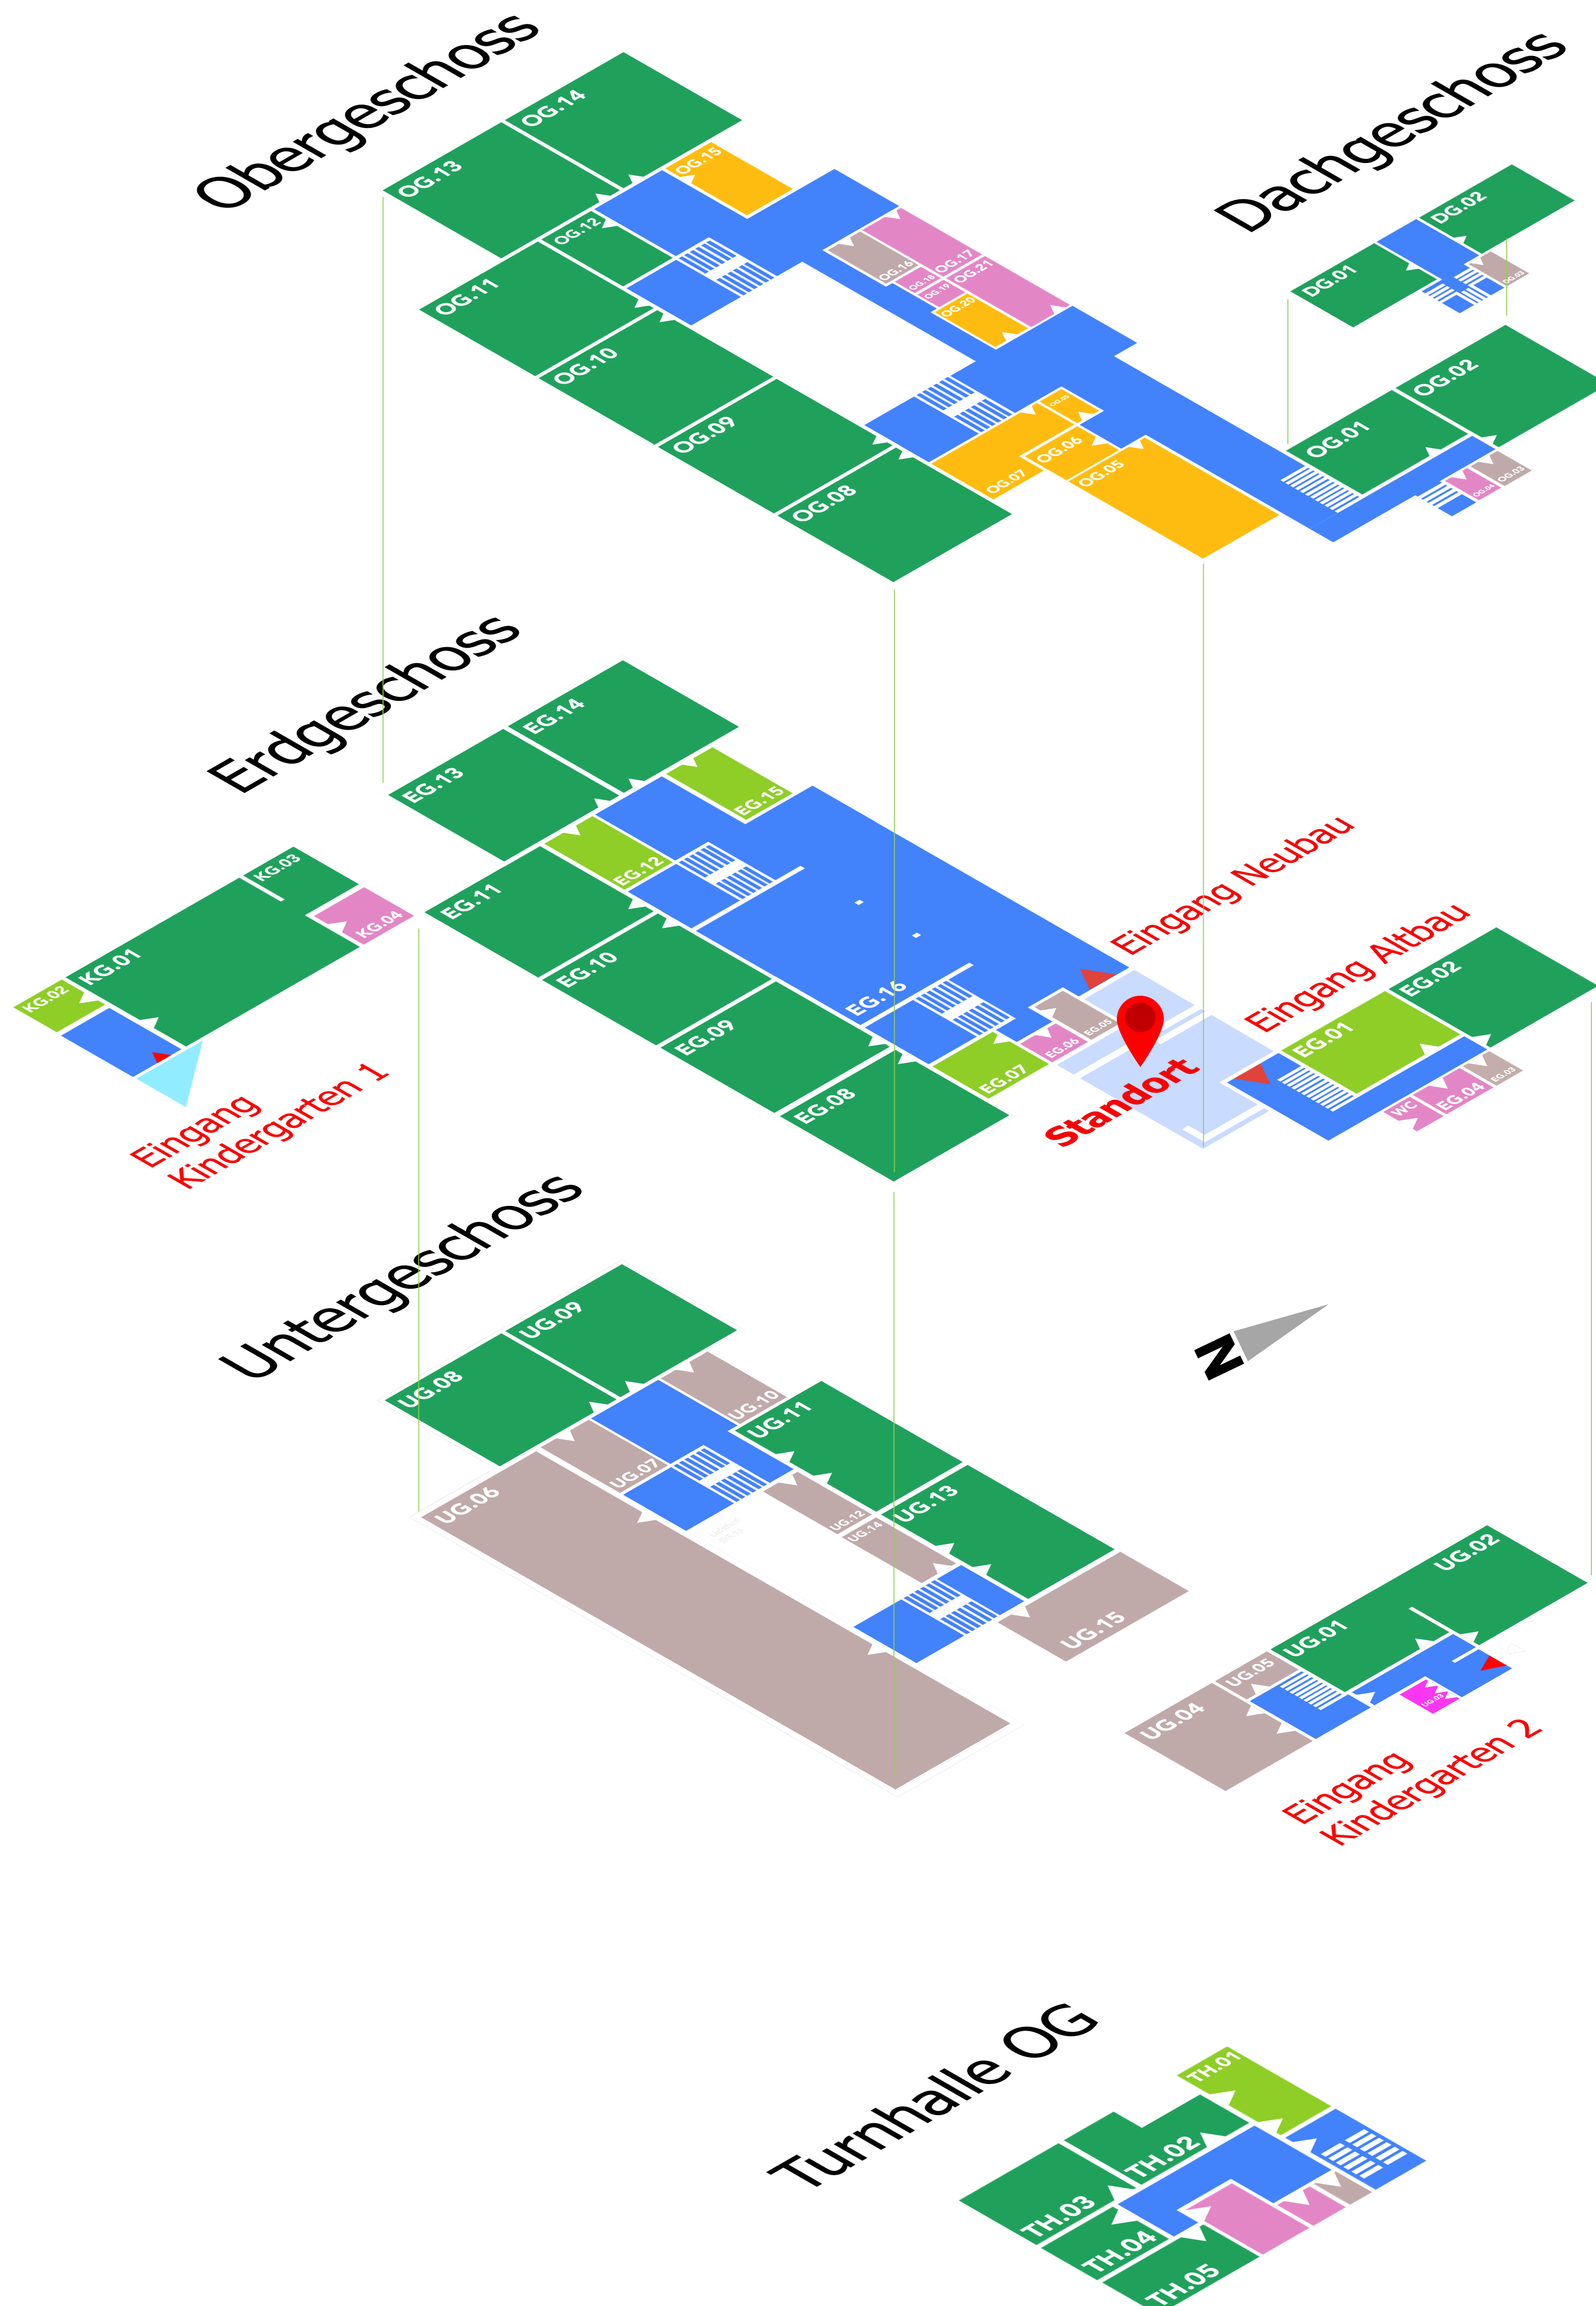 Obergeschoss
OG.14
OG.13
OG.15
OG.12
OG.11
OG.16
OG.17
OG.18
OG.21
OG.19
OG.20
OG.10
OG.09
OG.08
OG.07
OG.06
OG.05
Dachgeschoss
DG.02
DG.01
DG.03
OG.02
OG.01
OG.03
OG.04
Erdgeschoss
EG.14
EG.13
EG.15
EG.12
EG.11
EG.10
EG.09
EG.08
EG.16
EG.07
EG.06
EG.05
Eingang Neubau
Eingang Altbau
Standort
EG.02
EG.01
EG.03
EG.04
WC
KG.03
KG.04
KG.01
KG.02
Eingang
Kindergarten 1
Untergeschoss
UG.09
UG.08
UG.10
UG.07
UG.11
UG.06
UG.12
UG.14
UG.13
UG.15
N
UG.02
UG.01
UG.05
UG.04
UG.03
Eingang
Kindergarten 2
Turnhalle OG
TH.01
TH.02
TH.03
TH.04
TH.05